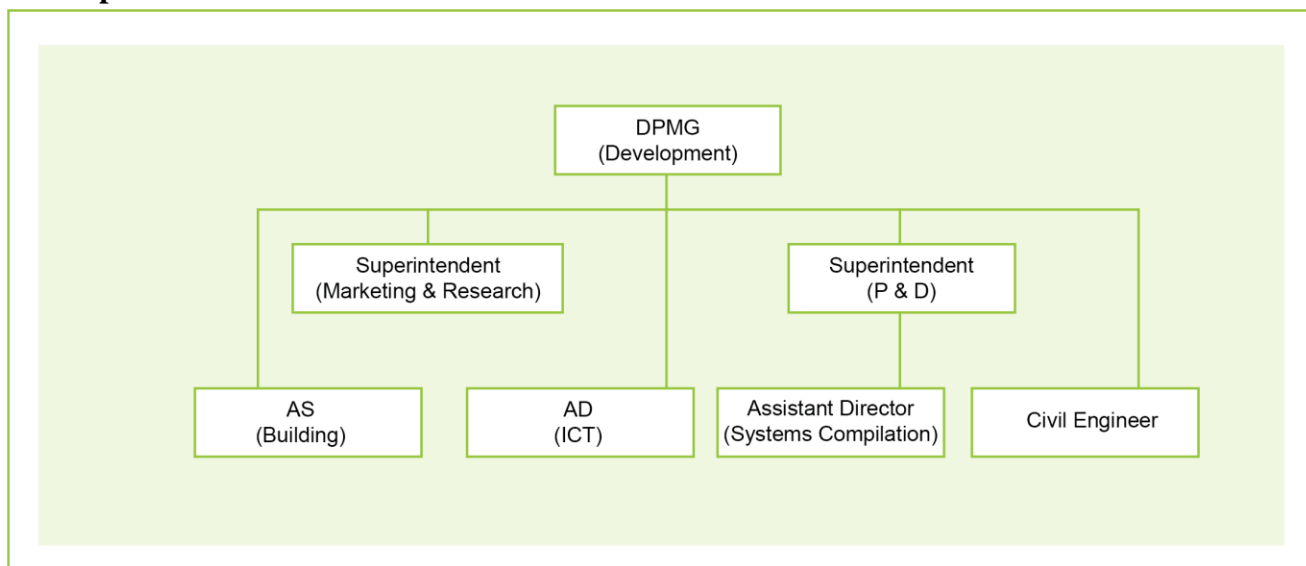 DPMG
(Development)
Superintendent
(Marketing & Research)
Superintendent
(P & D)
AS
(Building)
AD
(ICT)
Assistant Director
(Systems Compilation)
Civil Engineer